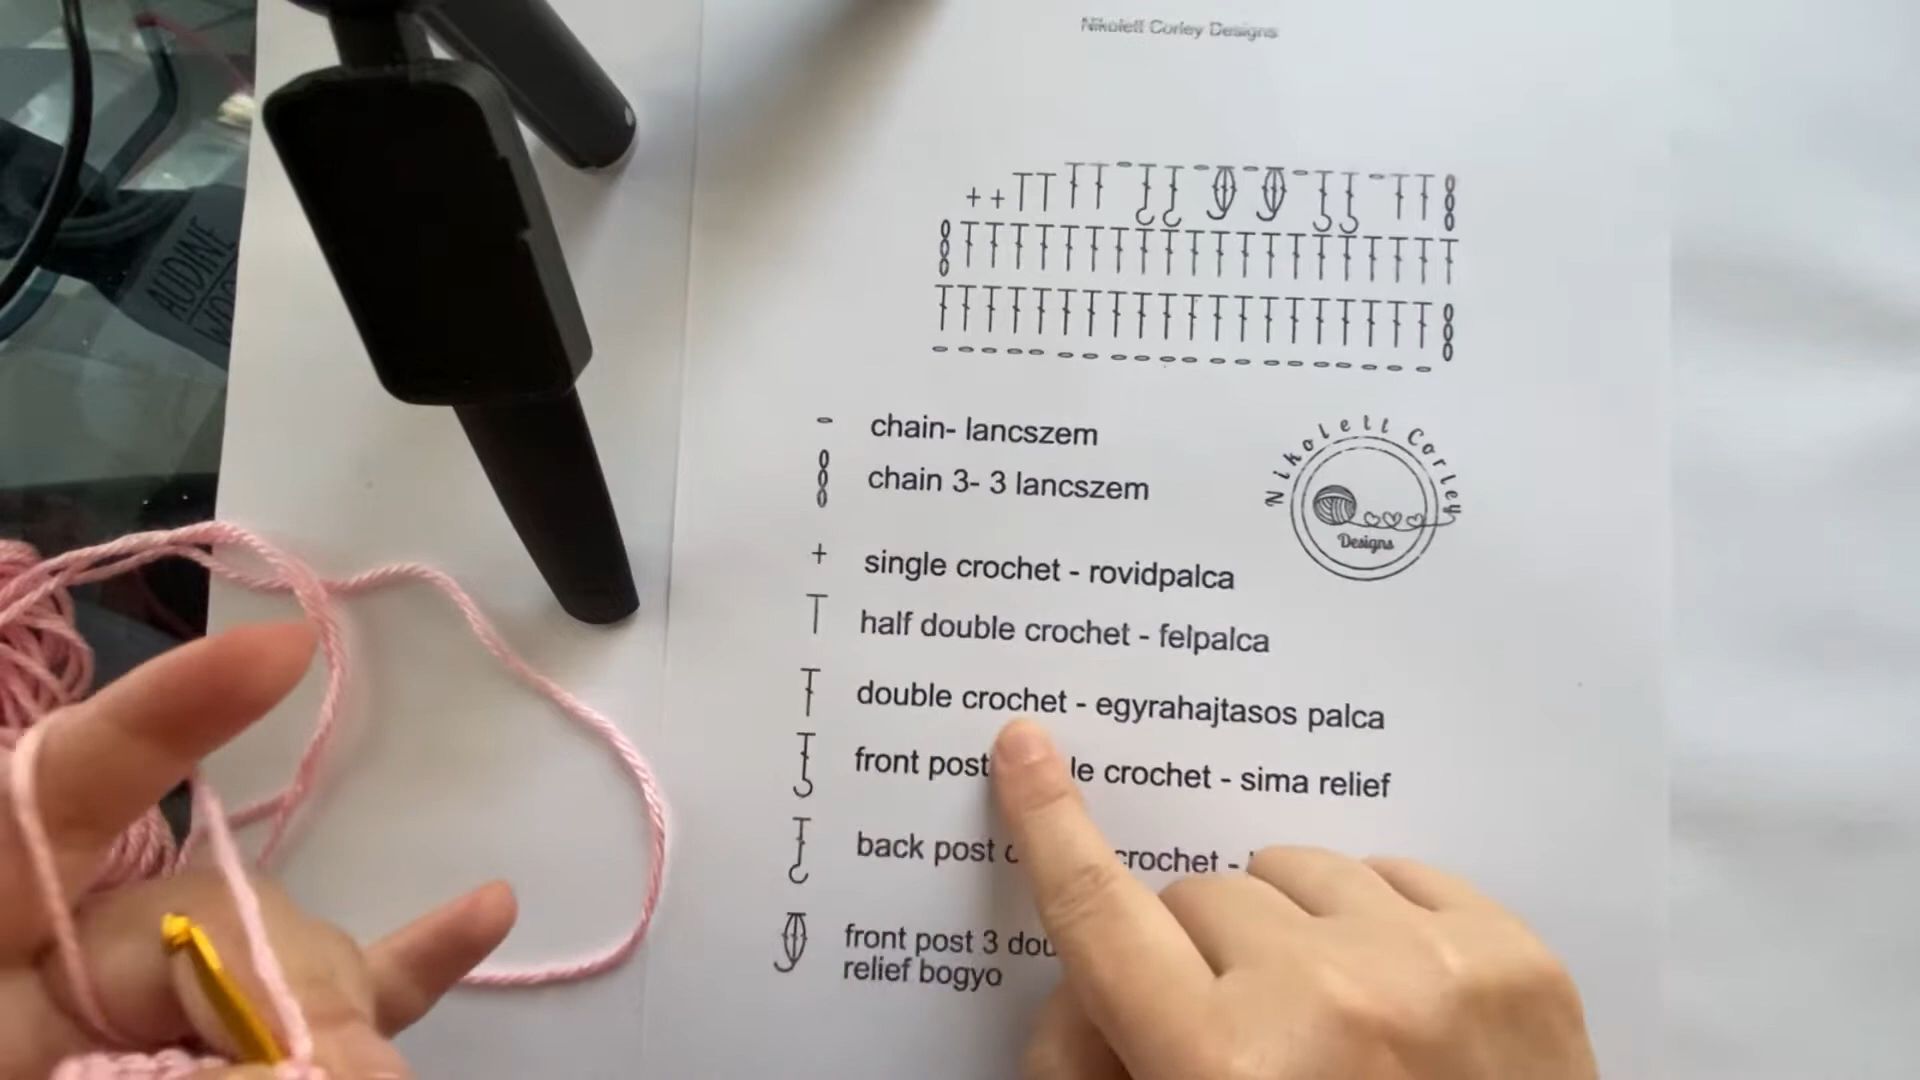 Nikolett Corley Designs
chain- lancszem
chain 3- 3 lancszem
Nikolett Corley
Designs
single crochet - rovidpalca
half double crochet - felpalca
double crochet - egyrahajtasos palca
front post le crochet - sima relief
back post crochet -
front post 3 dou
relief bogyo
AUDINE